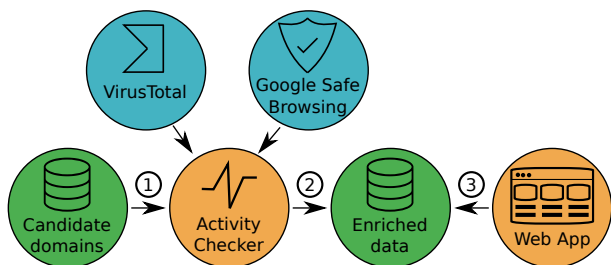 VirusTotal
Google Safe
Browsing
1
2
3
Candidate
domains
Activity
Checker
Enriched
data
Web App